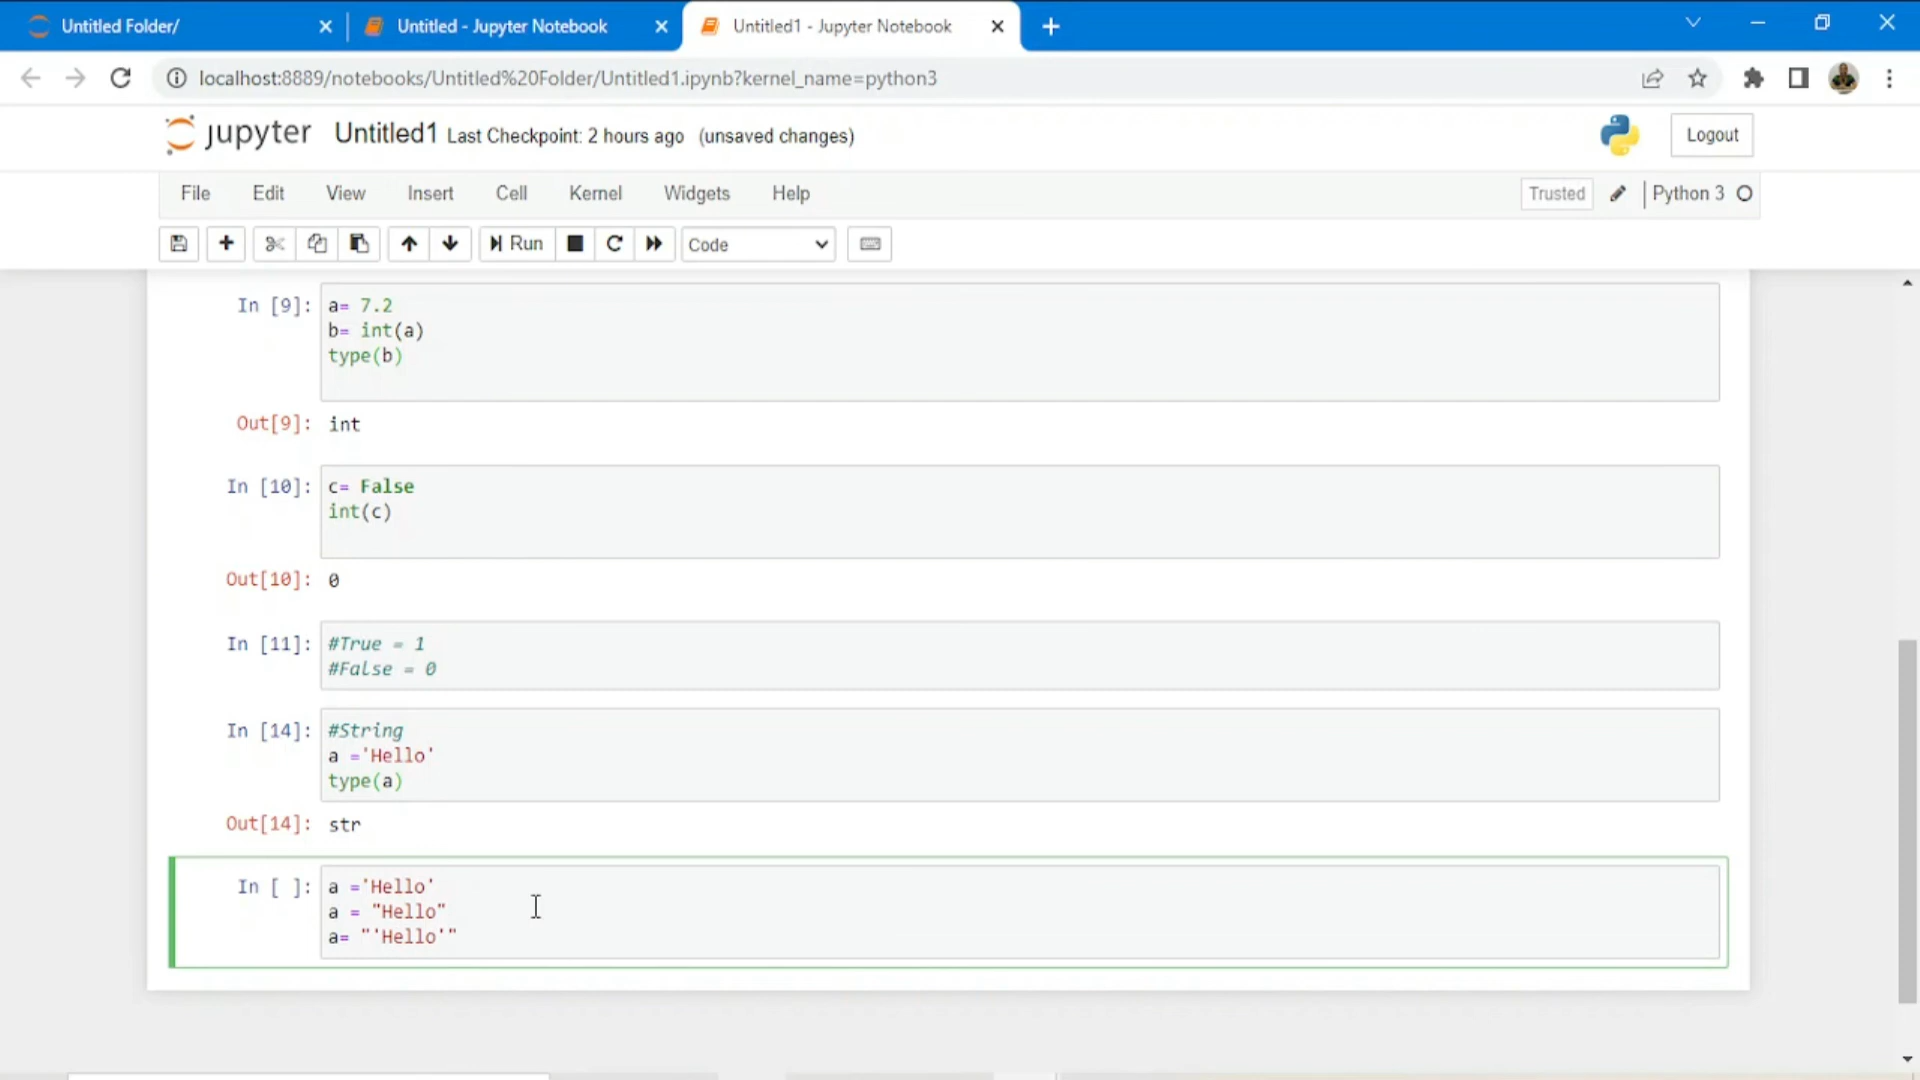 Untitled Folder/
Untitled - Jupyter Notebook
Untitled1 - Jupyter Notebook
localhost:8889/notebooks/Untitled%20Folder/Untitled1.ipynb?kernel_name=python3
jupyter Untitled1 Last Checkpoint: 2 hours ago (unsaved changes)
Logout
File Edit View Insert Cell Kernel Widgets Help
Trusted
Python 3
Run
Code
In [9]: a= 7.2
b= int(a)
type(b)
Out[9]: int
In [10]: c= False
int(c)
Out[10]: 0
In [11]: #True = 1
#False = 0
In [14]: #String
a ='Hello'
type(a)
Out[14]: str
In [ ]: a ='Hello'
a = "Hello"
a= "'Hello'"